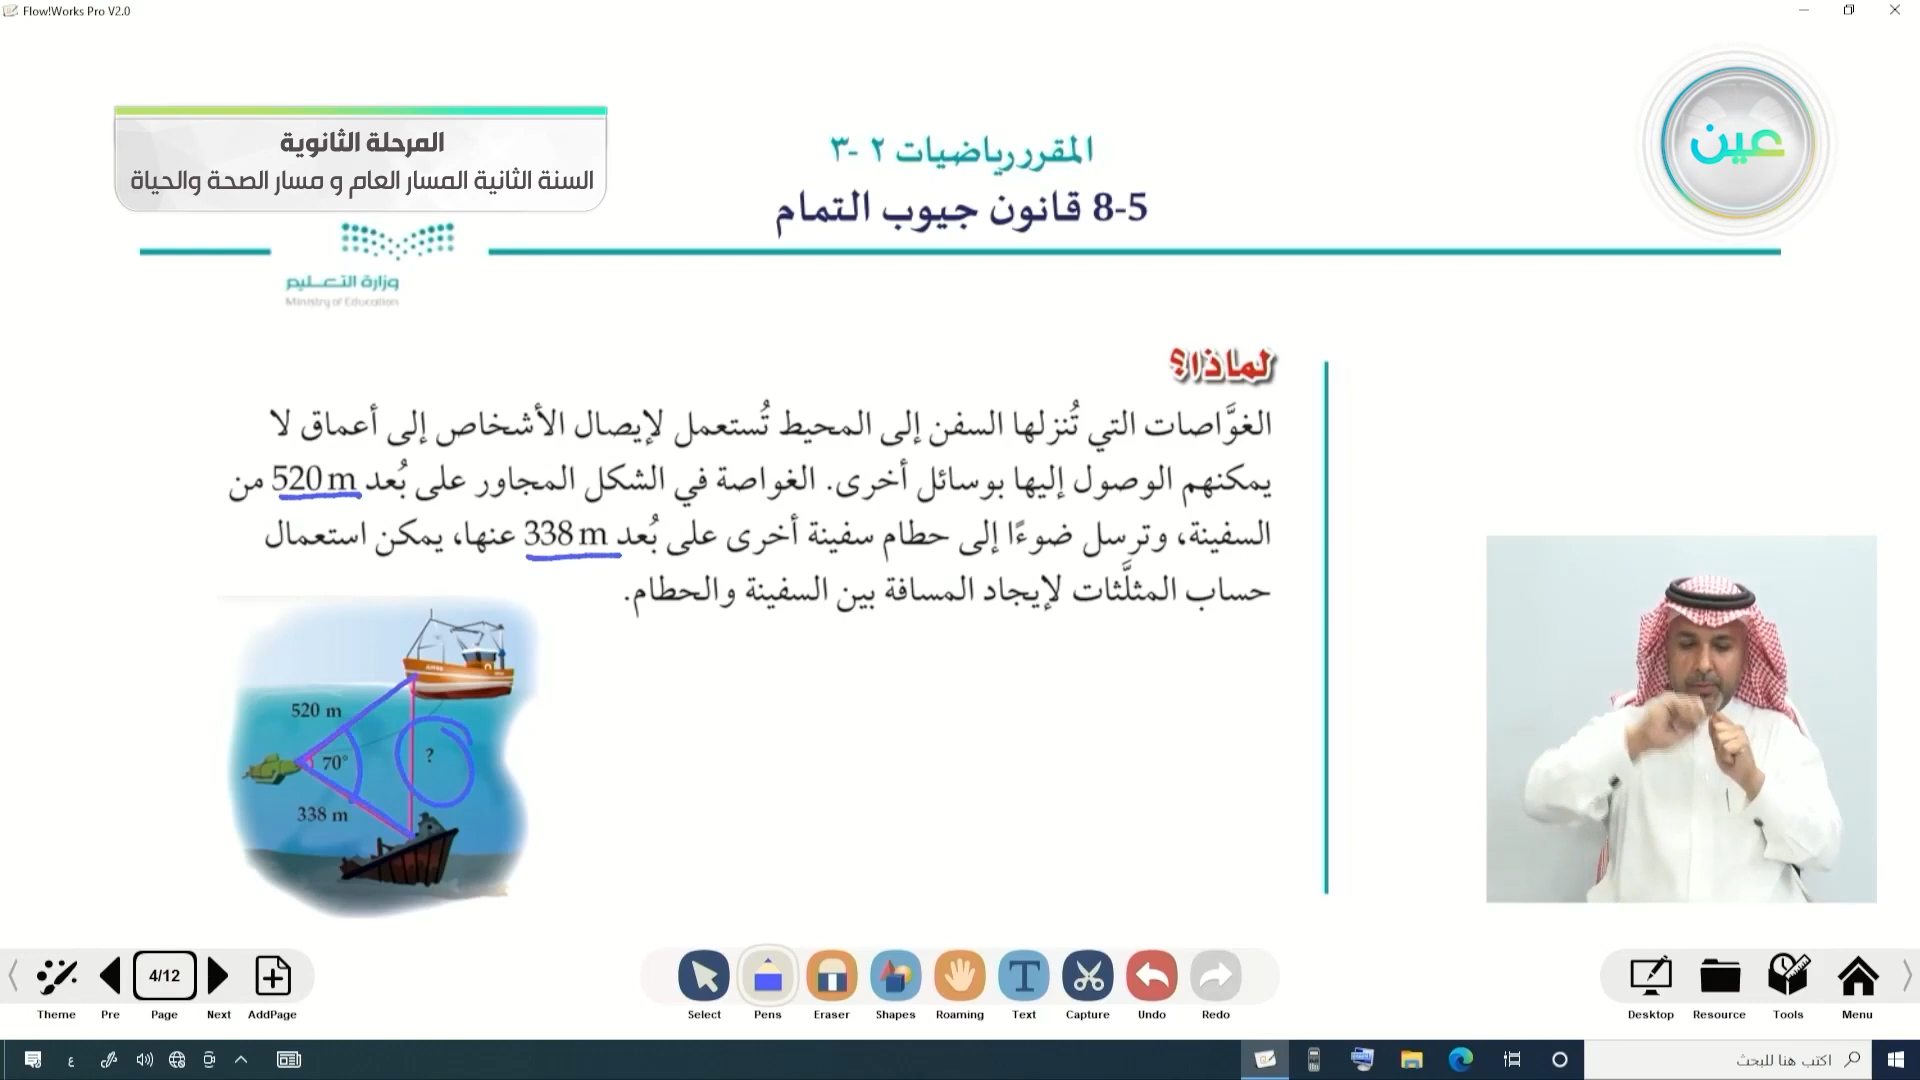 Flow!Works Pro V2.0
المرحلة الثانوية
السنة الثانية المسار العام و مسار الصحة والحياة
المقرر رياضيات ٢ -٣
8-5 قانون جيوب التمام
عين
وزارة التعليم
Ministry of Education
لماذا؟
الغوَّاصات التي تُنزلها السفن إلى المحيط تُستعمل لإيصال الأشخاص إلى أعماق لا
يمكنهم الوصول إليها بوسائل أخرى. الغواصة في الشكل المجاور على بُعد 520 m من
السفينة، وترسل ضوءًا إلى حطام سفينة أخرى على بُعد 338 m عنها، يمكن استعمال
حساب المثلَّثات لإيجاد المسافة بين السفينة والحطام.
520 m
70°
?
338 m
4/12
Theme Pre Page Next AddPage
Select Pens Eraser Shapes Roaming Text Capture Undo Redo
Desktop Resource Tools Menu
ع
اكتب هنا للبحث